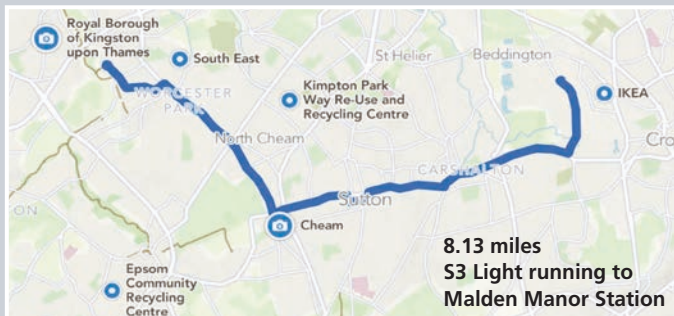 Royal Borough
of Kingston
upon Thames
South East
St Helier
Beddington
WORCESTER
PARK
Kimpton Park
Way Re-Use and
Recycling Centre
IKEA
North Cheam
Cro
CARSHALTON
ON
Sutton
Cheam
Epsom
Community
Recycling
Centre
8.13 miles
S3 Light running to
Malden Manor Station